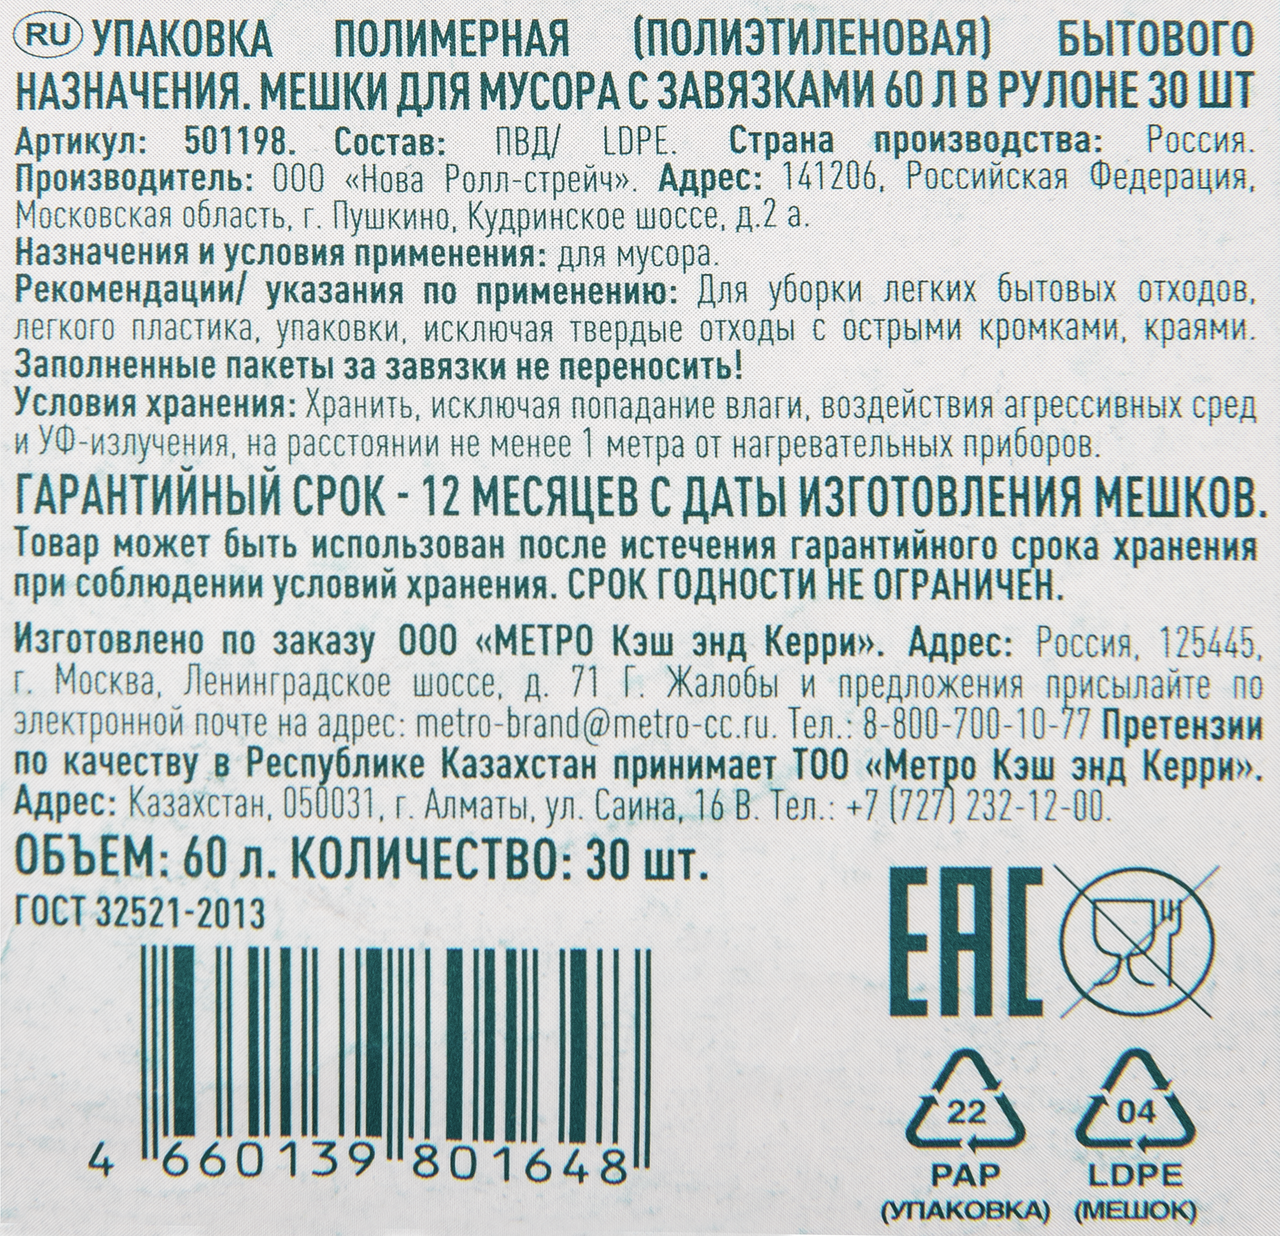 RU УПАКОВКА ПОЛИМЕРНАЯ (ПОЛИЭТИЛЕНОВАЯ) БЫТОВОГО
НАЗНАЧЕНИЯ. МЕШКИ ДЛЯ МУСОРА С ЗАВЯЗКАМИ 60 Л В РУЛОНЕ 30 ШТ
Артикул: 501198. Состав: ПВД/ LDPE. Страна производства: Россия.
Производитель: ООО «Нова Ролл-стрейч». Адрес: 141206, Российская Федерация,
Московская область, г. Пушкино, Кудринское шоссе, д.2 а.
Назначения и условия применения: для мусора.
Рекомендации/ указания по применению: Для уборки легких бытовых отходов,
легкого пластика, упаковки, исключая твердые отходы с острыми кромками, краями.
Заполненные пакеты за завязки не переносить!
Условия хранения: Хранить, исключая попадание влаги, воздействия агрессивных сред
и УФ-излучения, на расстоянии не менее 1 метра от нагревательных приборов.
ГАРАНТИЙНЫЙ СРОК - 12 МЕСЯЦЕВ С ДАТЫ ИЗГОТОВЛЕНИЯ МЕШКОВ.
Товар может быть использован после истечения гарантийного срока хранения
при соблюдении условий хранения. СРОК ГОДНОСТИ НЕ ОГРАНИЧЕН.
Изготовлено по заказу ООО «МЕТРО Кэш энд Керри». Адрес: Россия, 125445,
г. Москва, Ленинградское шоссе, д. 71 Г. Жалобы и предложения присылайте по
электронной почте на адрес: metro-brand@metro-cc.ru. Тел.: 8-800-700-10-77 Претензии
по качеству в Республике Казахстан принимает ТОО «Метро Кэш энд Керри».
Адрес: Казахстан, 050031, г. Алматы, ул. Саина, 16 В. Тел.: +7 (727) 232-12-00.
ОБЪЕМ: 60 л. КОЛИЧЕСТВО: 30 шт.
ГОСТ 32521-2013
EAC
4 660139 801648
22
PAP
(УПАКОВКА)
04
LDPE
(МЕШОК)